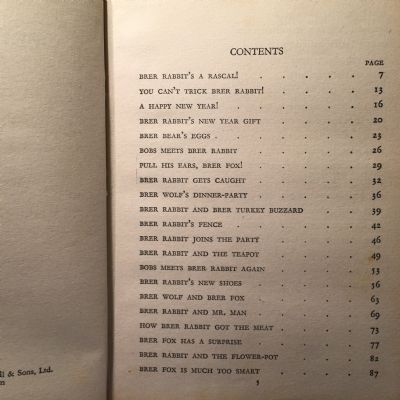 CONTENTS
PAGE
BRER RABBIT'S A RASCAL! . . . . . 7
YOU CAN'T TRICK BRER RABBIT! . . . . 13
A HAPPY NEW YEAR! . . . . . 16
BRER RABBIT'S NEW YEAR GIFT . . . . 20
BRER BEAR'S EGGS . . . . . . 23
BOBS MEETS BRER RABBIT . . . . . 26
PULL HIS EARS, BRER FOX! . . . . . 29
BRER RABBIT GETS CAUGHT . . . . . 32
BRER WOLF'S DINNER-PARTY . . . . . 36
BRER RABBIT AND BRER TURKEY BUZZARD . . . 39
BRER RABBIT'S FENCE . . . . . 42
BRER RABBIT JOINS THE PARTY . . . . 46
BRER RABBIT AND THE TEAPOT . . . . 49
BOBS MEETS BRER RABBIT AGAIN . . . . 53
BRER RABBIT'S NEW SHOES . . . . . 56
BRER WOLF AND BRER FOX . . . . . 63
BRER RABBIT AND MR. MAN . . . . . 69
HOW BRER RABBIT GOT THE MEAT . . . . 73
BRER FOX HAS A SURPRISE . . . . . 77
BRER RABBIT AND THE FLOWER-POT . . . . 82
BRER FOX IS MUCH TOO SMART . . . . 87
5
& Sons, Ltd.